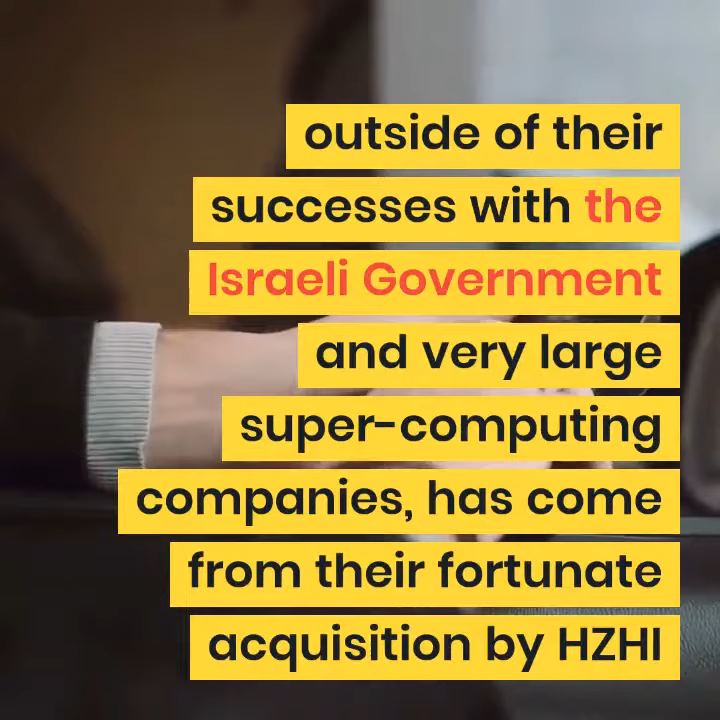 outside of their
successes with the
Israeli Government
and very large
super-computing
companies, has come
from their fortunate
acquisition by HZHI